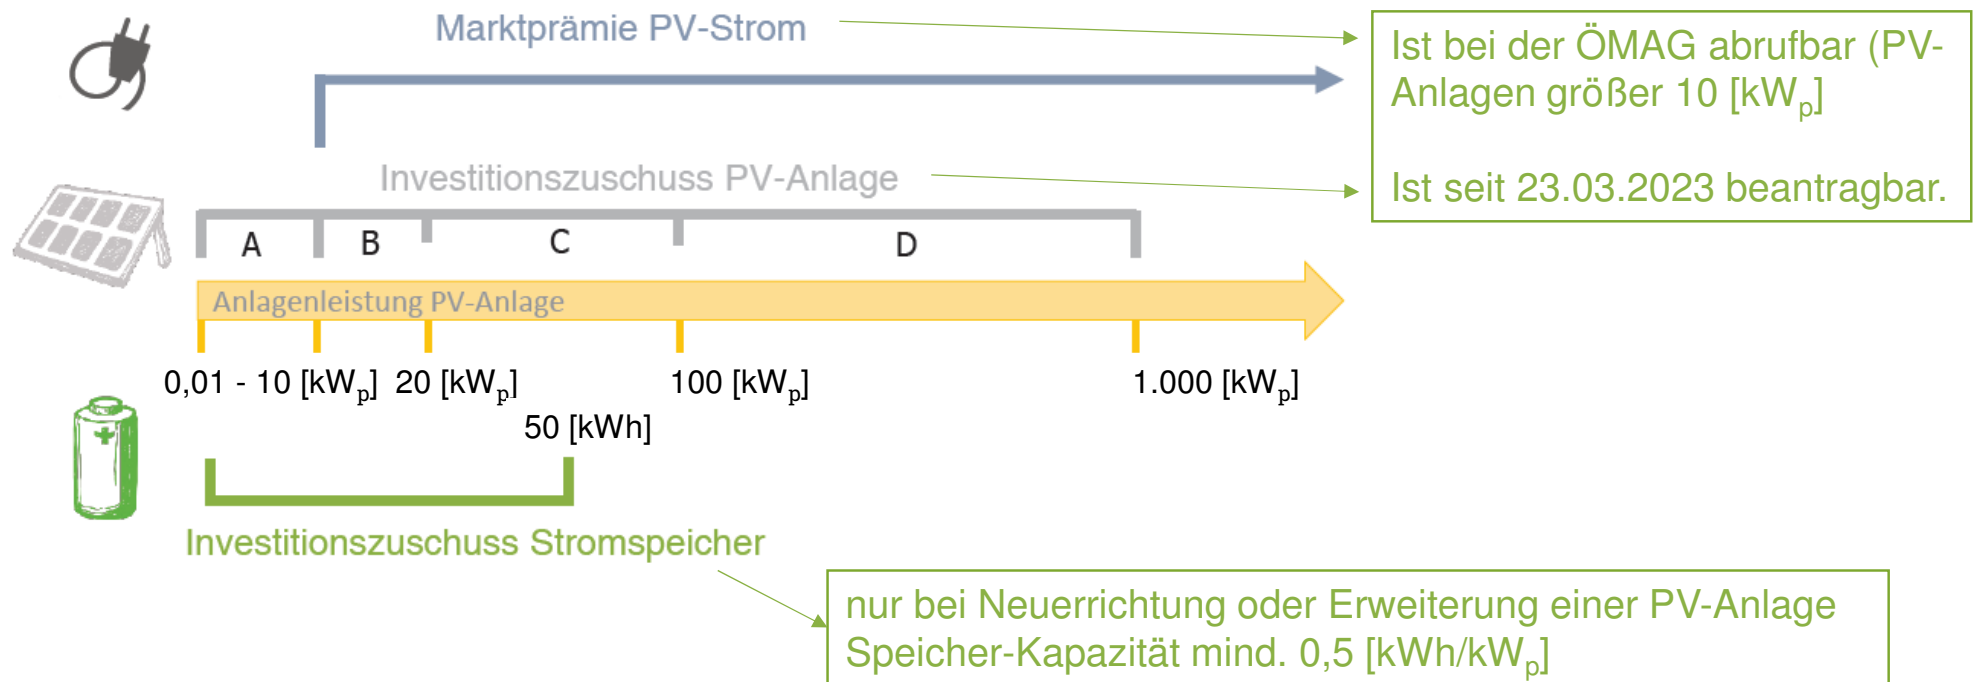 Marktprämie PV-Strom
Ist bei der ÖMAG abrufbar (PV-
Anlagen größer 10 [kWp]
Investitionszuschuss PV-Anlage
Ist seit 23.03.2023 beantragbar.
A B C D
Anlagenleistung PV-Anlage
0,01 - 10 [kWp] 20 [kWp] 100 [kWp] 1.000 [kWp]
50 [kWh]
Investitionszuschuss Stromspeicher
nur bei Neuerrichtung oder Erweiterung einer PV-Anlage
Speicher-Kapazität mind. 0,5 [kWh/kWp]